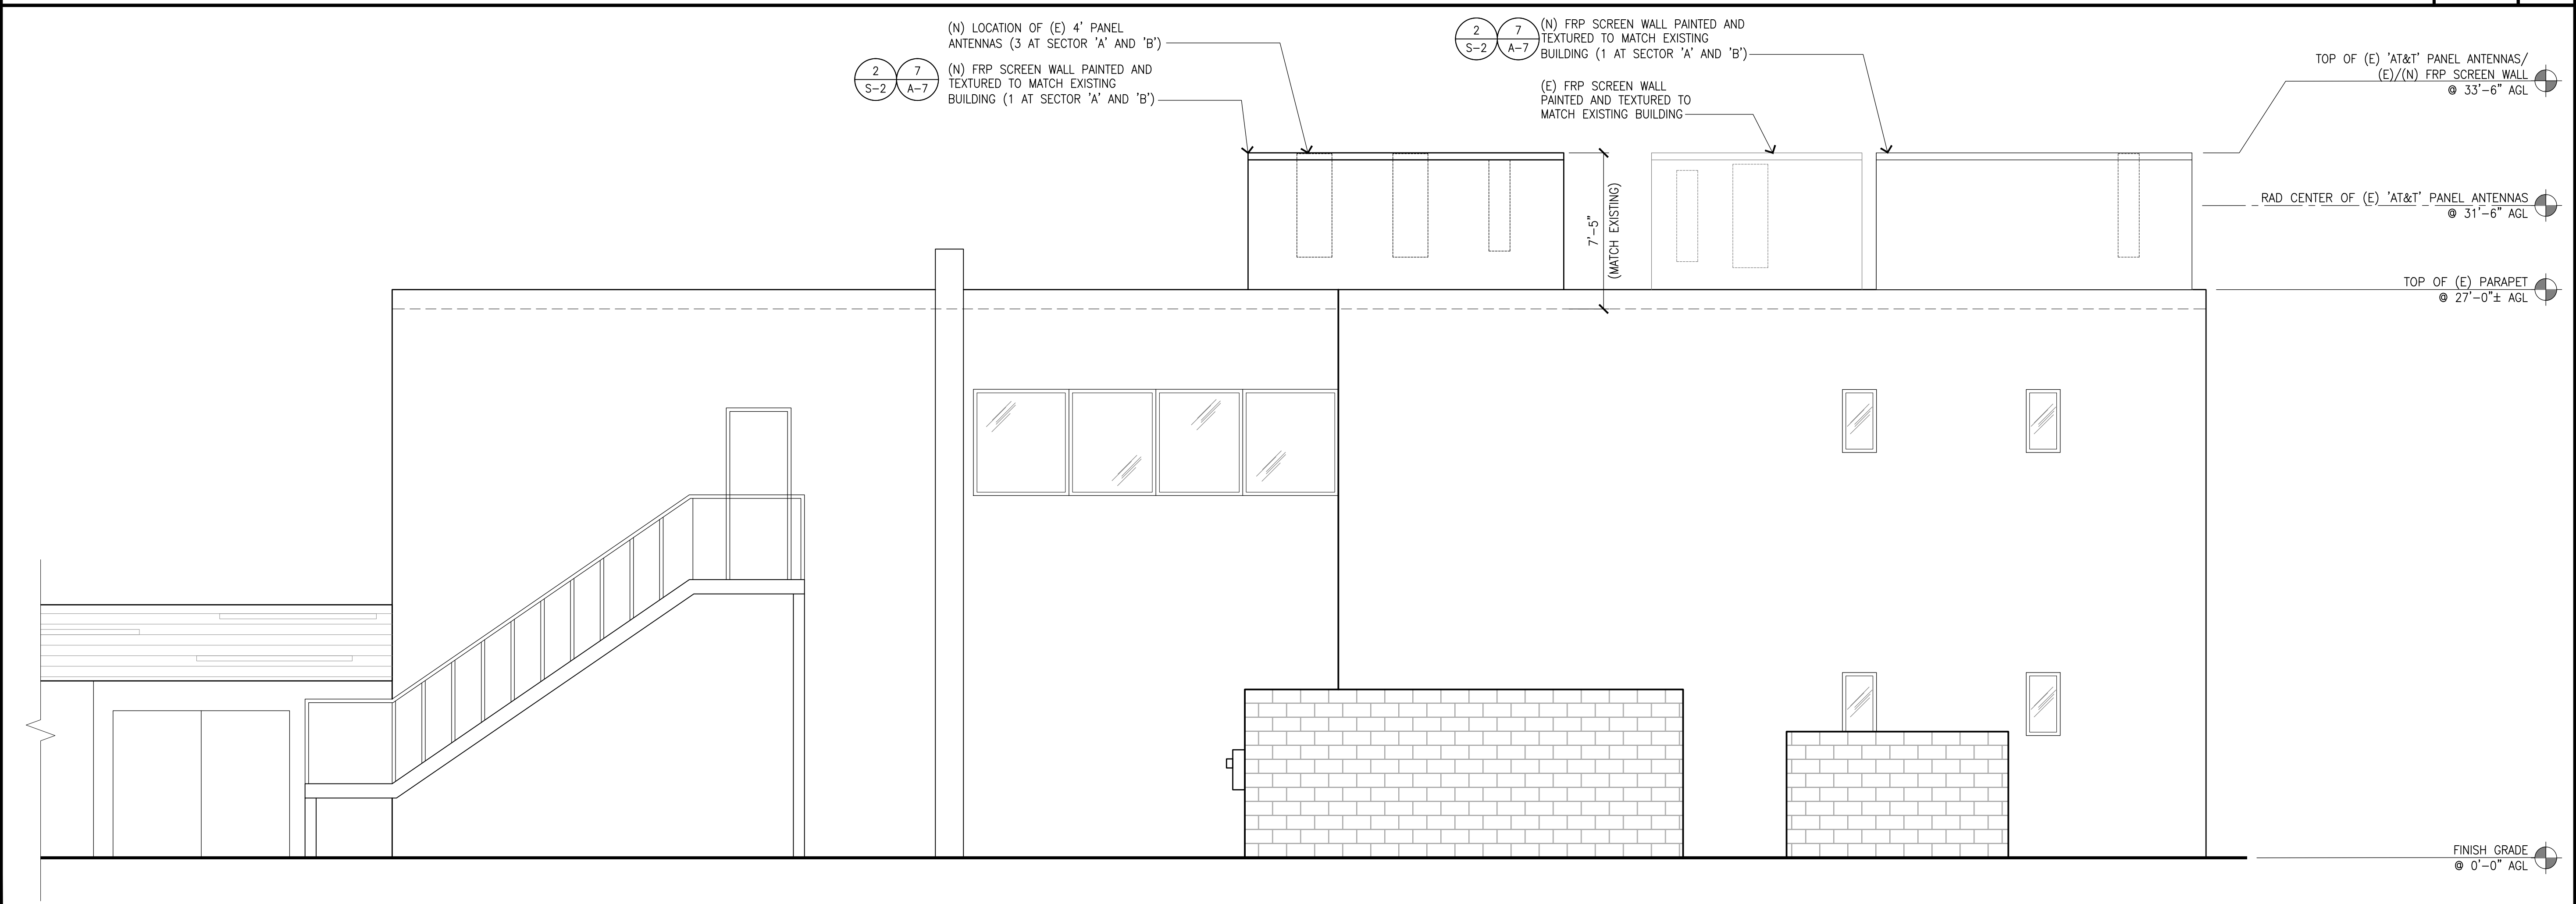 (N) LOCATION OF (E) 4' PANEL
ANTENNAS (3 AT SECTOR 'A' AND 'B')
2
S-2
7
A-7
(N) FRP SCREEN WALL PAINTED AND
TEXTURED TO MATCH EXISTING
BUILDING (1 AT SECTOR 'A' AND 'B')
2
S-2
7
A-7
(N) FRP SCREEN WALL PAINTED AND
TEXTURED TO MATCH EXISTING
BUILDING (1 AT SECTOR 'A' AND 'B')
(E) FRP SCREEN WALL
PAINTED AND TEXTURED TO
MATCH EXISTING BUILDING
7'-5"
(MATCH EXISTING)
TOP OF (E) 'AT&T' PANEL ANTENNAS/
(E)/(N) FRP SCREEN WALL
@ 33'-6" AGL
RAD CENTER OF (E) 'AT&T' PANEL ANTENNAS
@ 31'-6" AGL
TOP OF (E) PARAPET
@ 27'-0"± AGL
FINISH GRADE
@ 0'-0" AGL